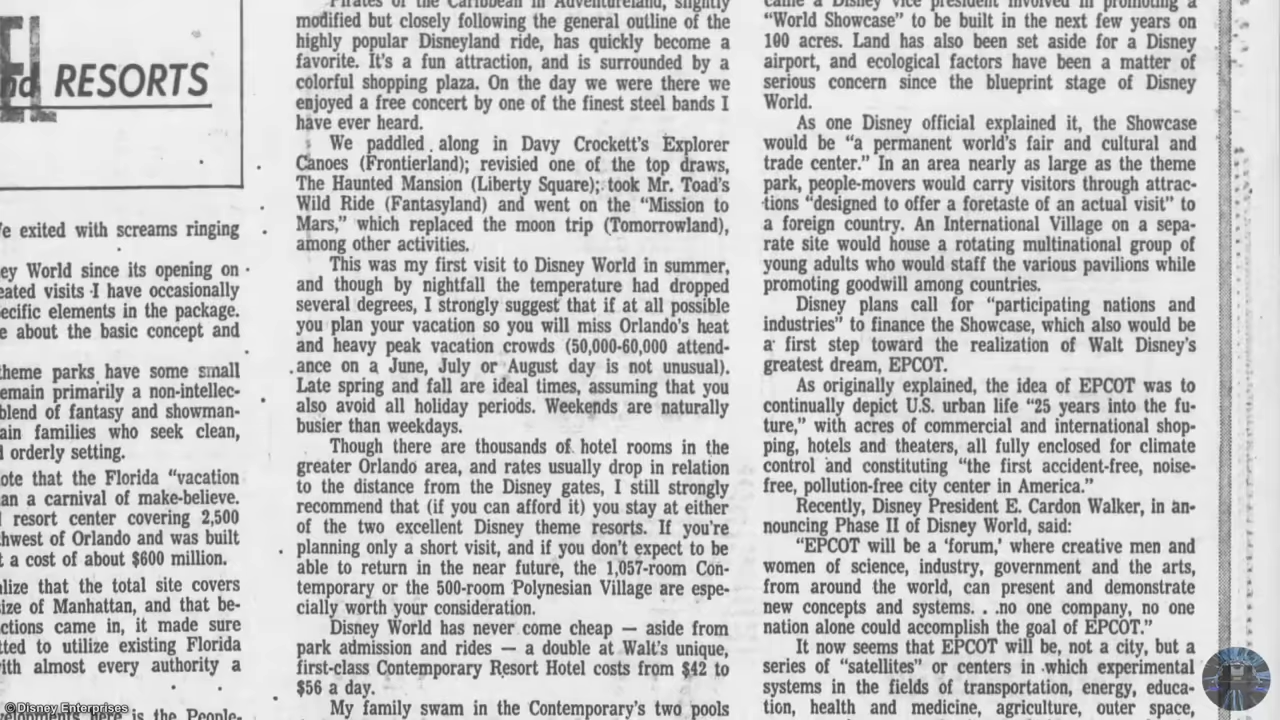 nd RESORTS
e exited with screams ringing
ey World since its opening on
eated visits I have occasionally
ecific elements in the package.
e about the basic concept and
theme parks have some small
emain primarily a non-intellec-
blend of fantasy and showman-
ain families who seek clean,
d orderly setting.
ote that the Florida “vacation
an a carnival of make-believe.
l resort center covering 2,500
hwest of Orlando and was built
t a cost of about $600 million.
alize that the total site covers
size of Manhattan, and that be-
ctions came in, it made sure
tted to utilize existing Florida
ith almost every authority a
velopments here is the People-
Pirates of the Caribbean in Adventureland, slightly
modified but closely following the general outline of the
highly popular Disneyland ride, has quickly become a
favorite. It's a fun attraction, and is surrounded by a
colorful shopping plaza. On the day we were there we
enjoyed a free concert by one of the finest steel bands I
have ever heard.
We paddled along in Davy Crockett's Explorer
Canoes (Frontierland); revisied one of the top draws,
The Haunted Mansion (Liberty Square); took Mr. Toad's
Wild Ride (Fantasyland) and went on the “Mission to
Mars,” which replaced the moon trip (Tomorrowland),
among other activities.
This was my first visit to Disney World in summer,
and though by nightfall the temperature had dropped
several degrees, I strongly suggest that if at all possible
you plan your vacation so you will miss Orlando's heat
and heavy peak vacation crowds (50,000-60,000 attend-
ance on a June, July or August day is not unusual).
Late spring and fall are ideal times, assuming that you
also avoid all holiday periods. Weekends are naturally
busier than weekdays.
Though there are thousands of hotel rooms in the
greater Orlando area, and rates usually drop in relation
to the distance from the Disney gates, I still strongly
recommend that (if you can afford it) you stay at either
of the two excellent Disney theme resorts. If you're
planning only a short visit, and if you don't expect to be
able to return in the near future, the 1,057-room Con-
temporary or the 500-room Polynesian Village are espe-
cially worth your consideration.
Disney World has never come cheap — aside from
park admission and rides — a double at Walt's unique,
first-class Contemporary Resort Hotel costs from $42 to
$56 a day.
My family swam in the Contemporary's two pools
came a Disney vice president involved in promoting a
“World Showcase” to be built in the next few years on
100 acres. Land has also been set aside for a Disney
airport, and ecological factors have been a matter of
serious concern since the blueprint stage of Disney
World.
As one Disney official explained it, the Showcase
would be “a permanent world's fair and cultural and
trade center.” In an area nearly as large as the theme
park, people-movers would carry visitors through attrac-
tions “designed to offer a foretaste of an actual visit” to
a foreign country. An International Village on a sepa-
rate site would house a rotating multinational group of
young adults who would staff the various pavilions while
promoting goodwill among countries.
Disney plans call for “participating nations and
industries” to finance the Showcase, which also would be
a first step toward the realization of Walt Disney's
greatest dream, EPCOT.
As originally explained, the idea of EPCOT was to
continually depict U.S. urban life “25 years into the fu-
ture,” with acres of commercial and international shop-
ping, hotels and theaters, all fully enclosed for climate
control and constituting “the first accident-free, noise-
free, pollution-free city center in America.”
Recently, Disney President E. Cardon Walker, in an-
nouncing Phase II of Disney World, said:
“EPCOT will be a ‘forum,’ where creative men and
women of science, industry, government and the arts,
from around the world, can present and demonstrate
new concepts and systems. . .no one company, no one
nation alone could accomplish the goal of EPCOT.”
It now seems that EPCOT will be, not a city, but a
series of “satellites” or centers in which experimental
systems in the fields of transportation, energy, educa-
tion, health and medicine, agriculture, outer space,
©Disney Enterprises